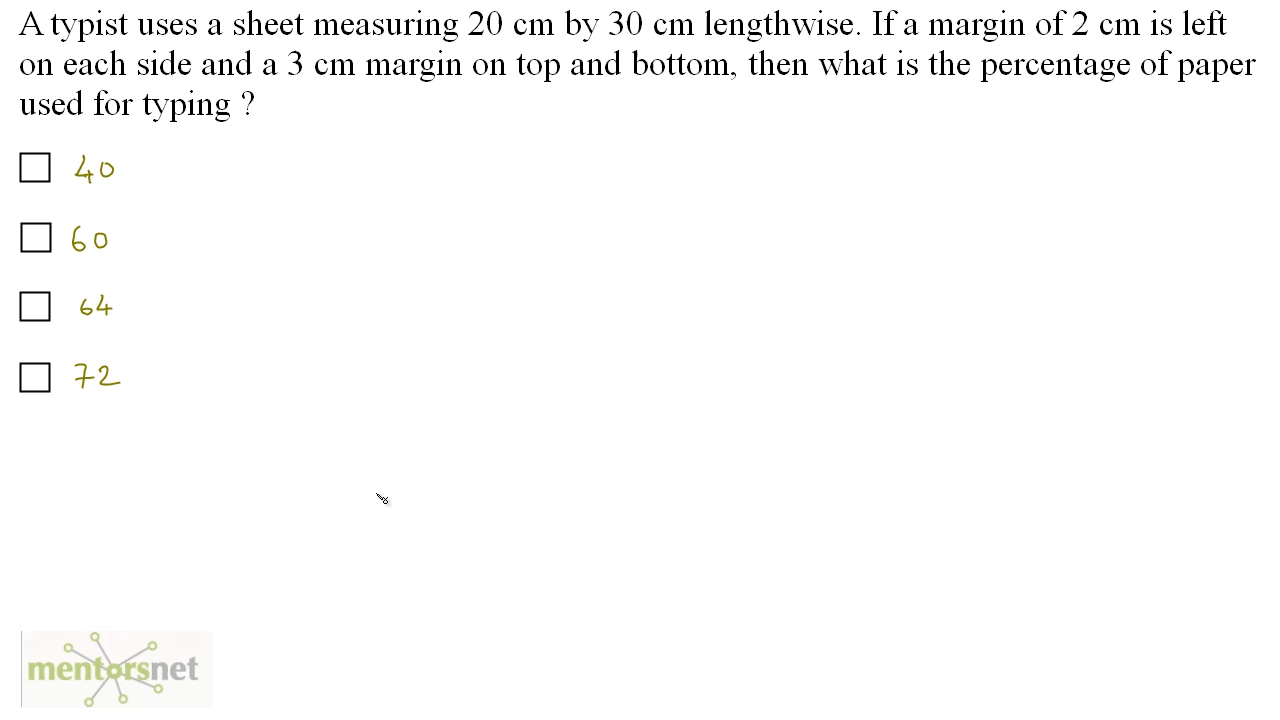 A typist uses a sheet measuring 20 cm by 30 cm lengthwise. If a margin of 2 cm is left
on each side and a 3 cm margin on top and bottom, then what is the percentage of paper
used for typing ?
40
60
64
72
mentorsnet